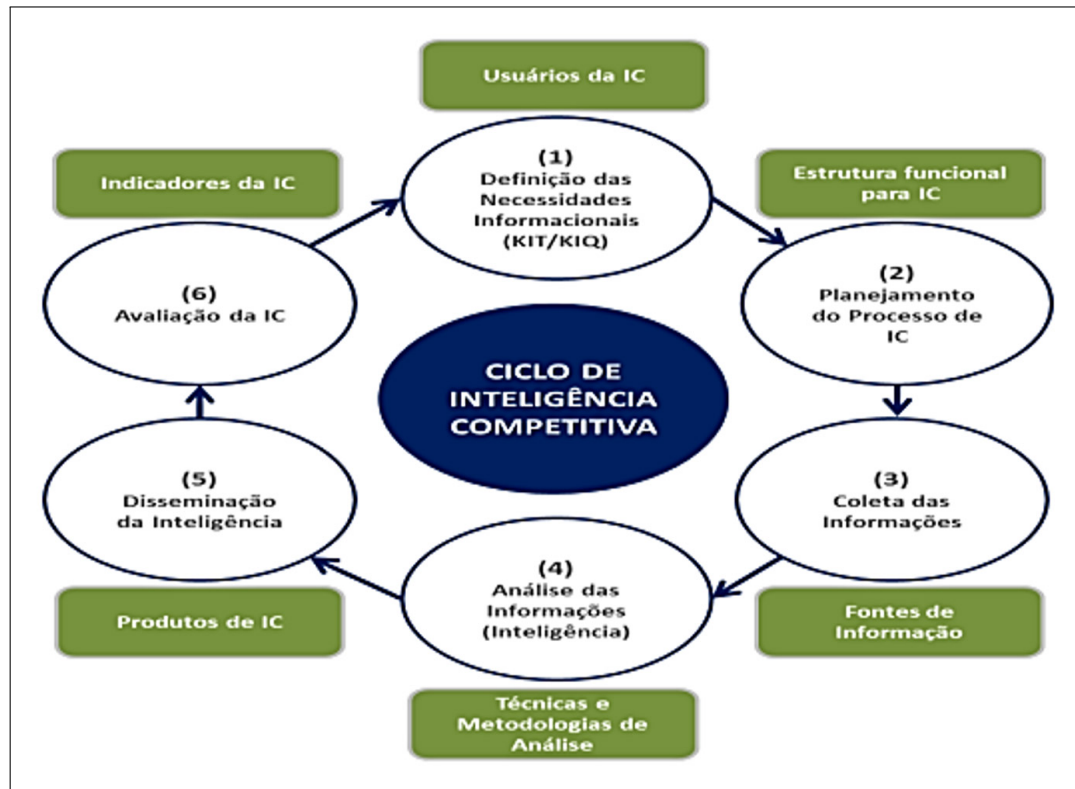 Usuários da IC
(1)
Definição das
Necessidades
Informacionais
(KIT/KIQ)
Indicadores da IC
Estrutura funcional
para IC
(6)
Avaliação da IC
(2)
Planejamento
do Processo de
IC
CICLO DE
INTELIGÊNCIA
COMPETITIVA
(5)
Disseminação
da Inteligência
(3)
Coleta das
Informações
(4)
Análise das
Informações
(Inteligência)
Produtos de IC
Fontes de
Informação
Técnicas e
Metodologias de
Análise